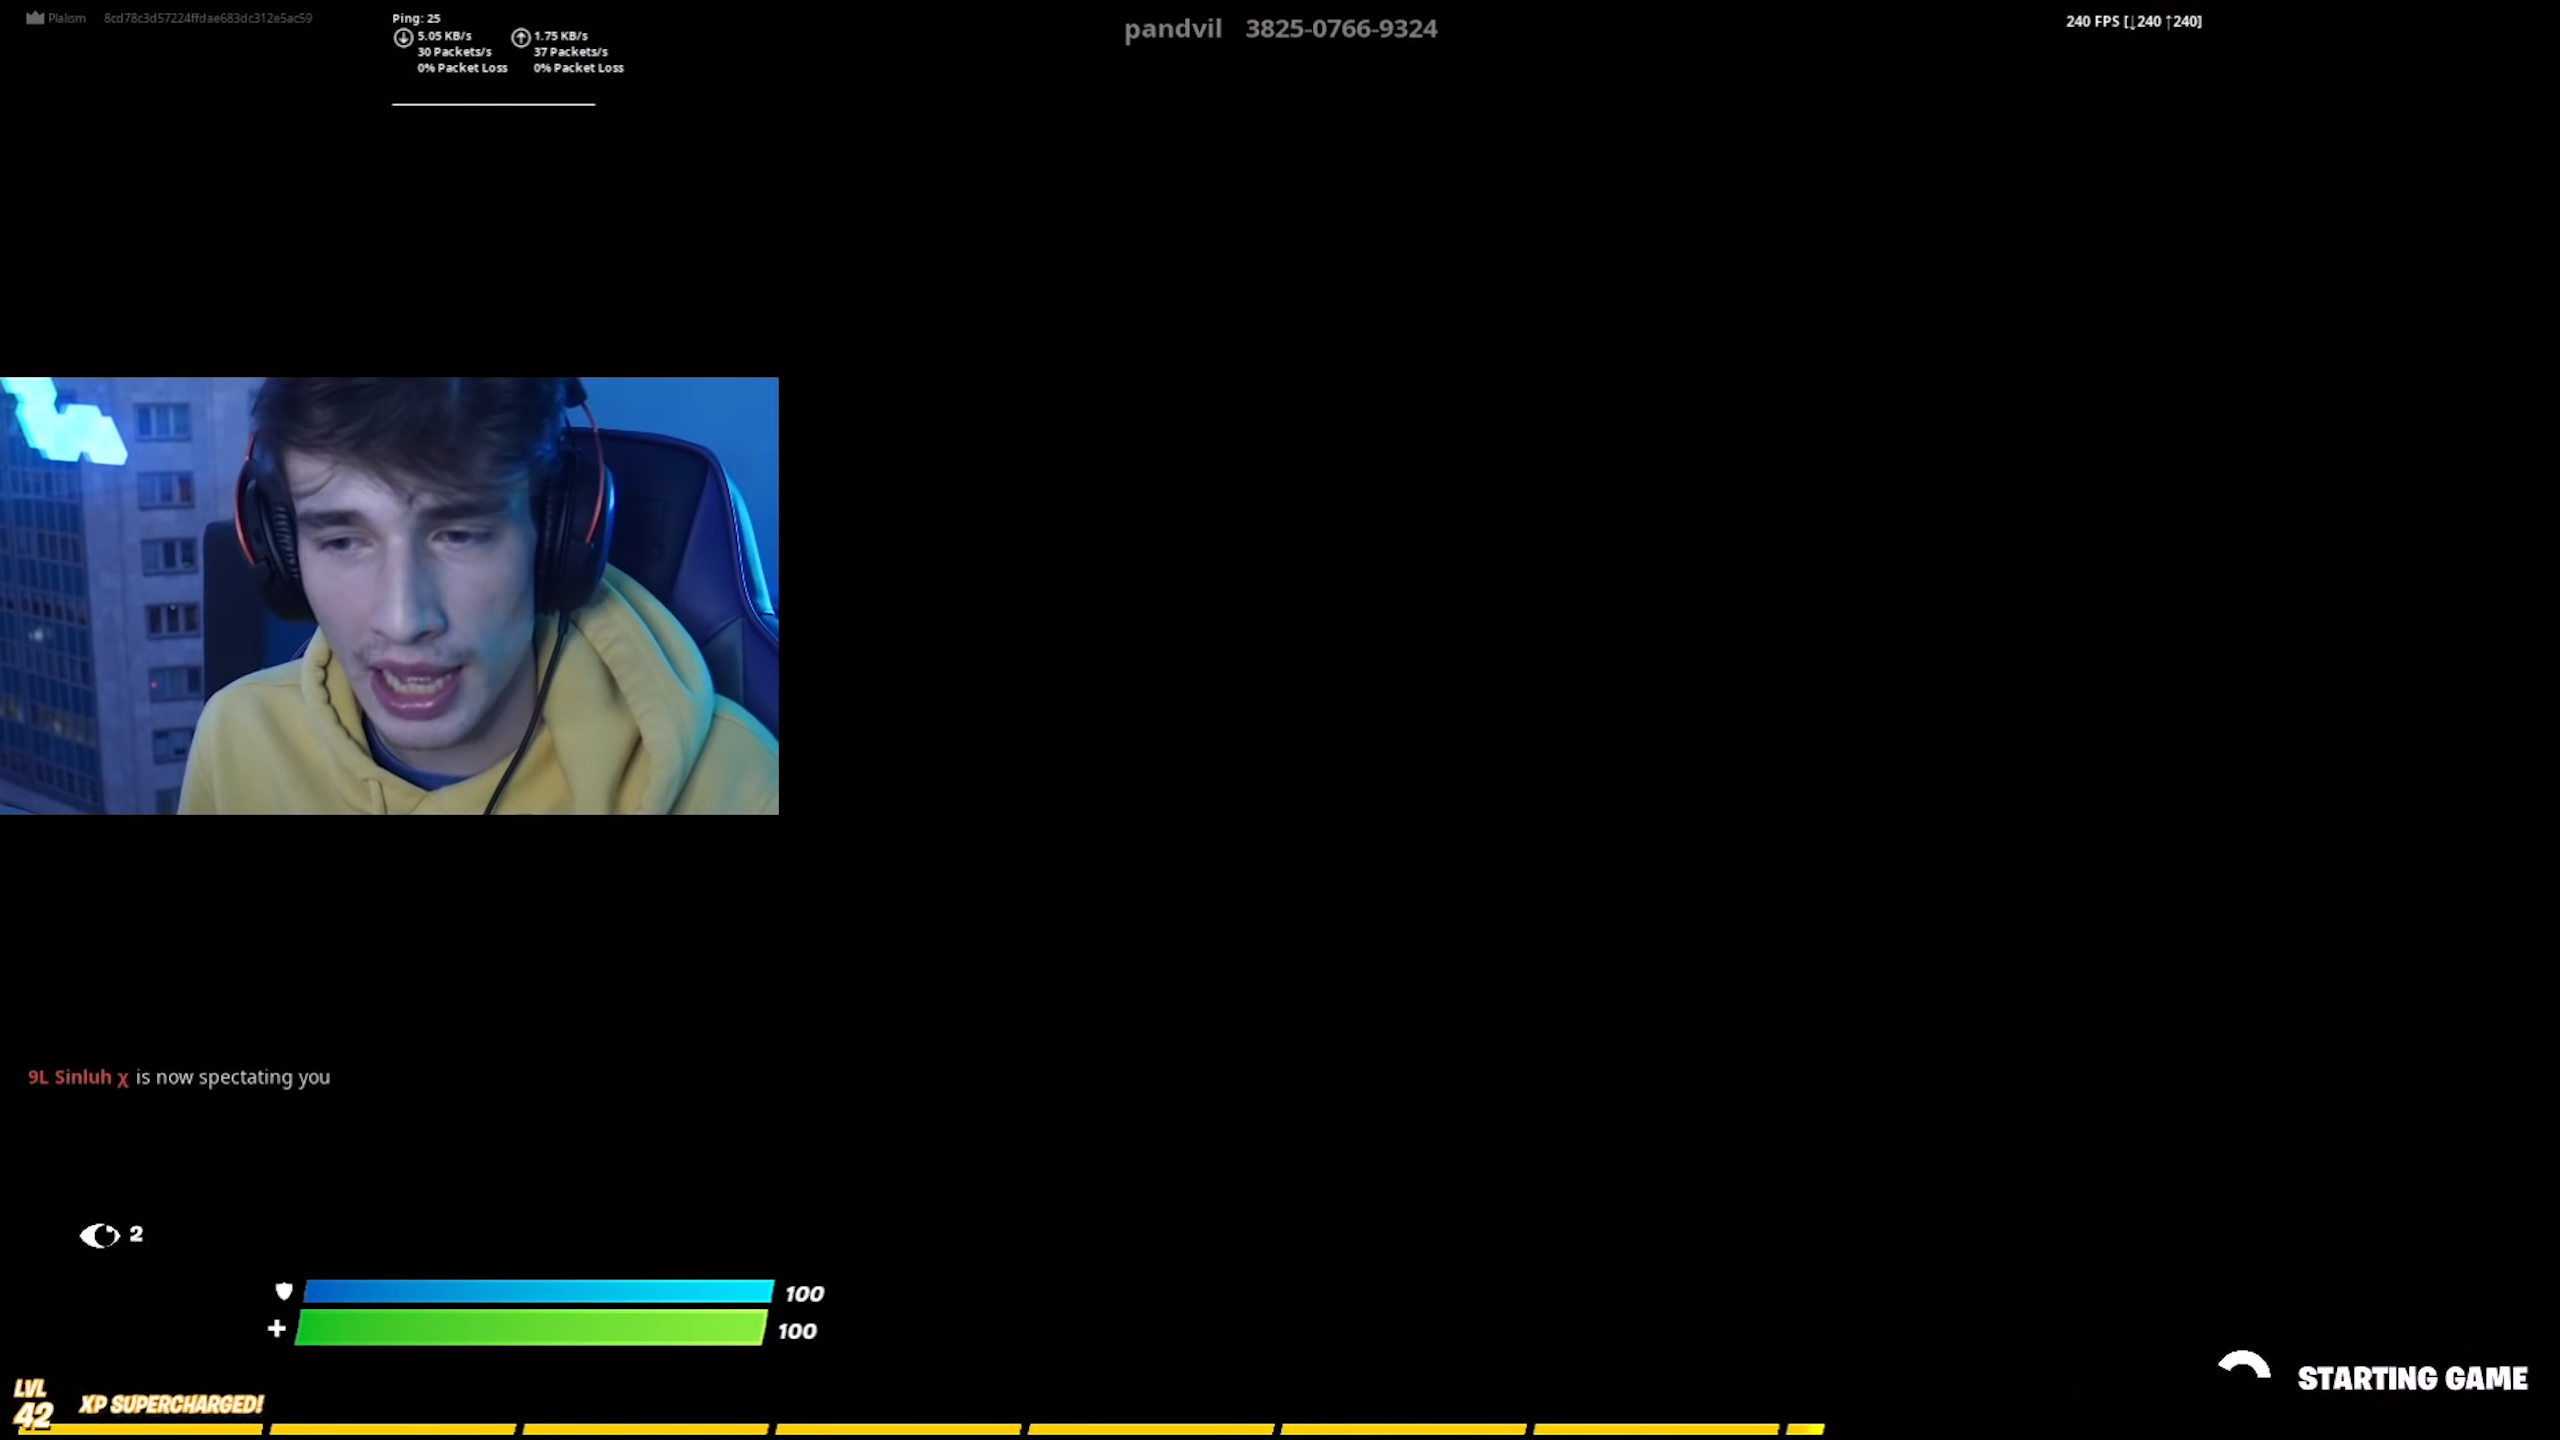 Plalism 8cd78c3d57224ffdae683dc312e5ac59
Ping: 25
5.05 KB/s 1.75 KB/s
30 Packets/s 37 Packets/s
0% Packet Loss 0% Packet Loss
pandvil 3825-0766-9324
240 FPS [↓240 ↑240]
9L Sinluh χ is now spectating you
2
100
100
LVL
42
XP SUPERCHARGED!
STARTING GAME